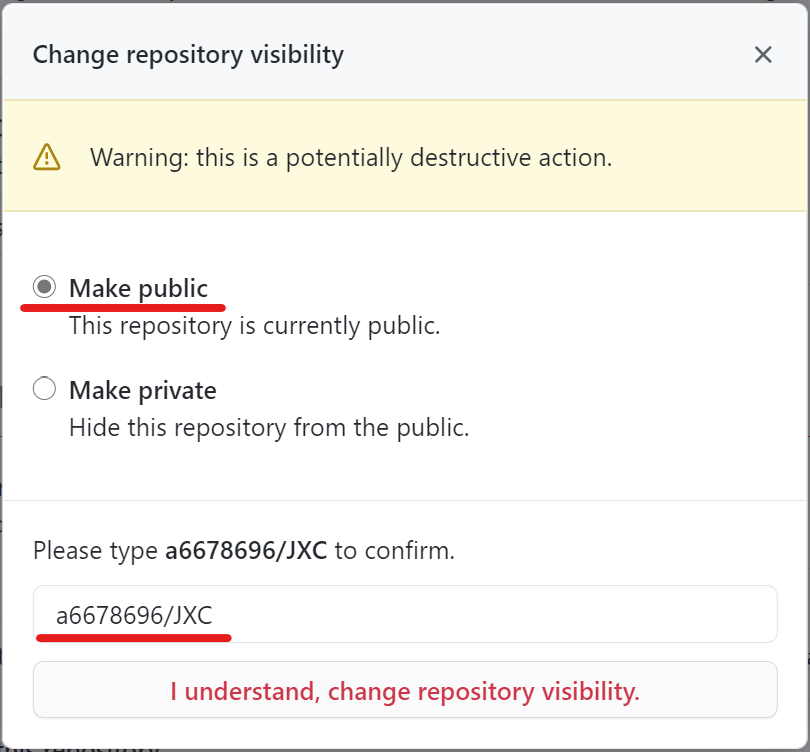 Change repository visibility
Warning: this is a potentially destructive action.
Make public
This repository is currently public.
Make private
Hide this repository from the public.
Please type a6678696/JXC to confirm.
a6678696/JXC
I understand, change repository visibility.